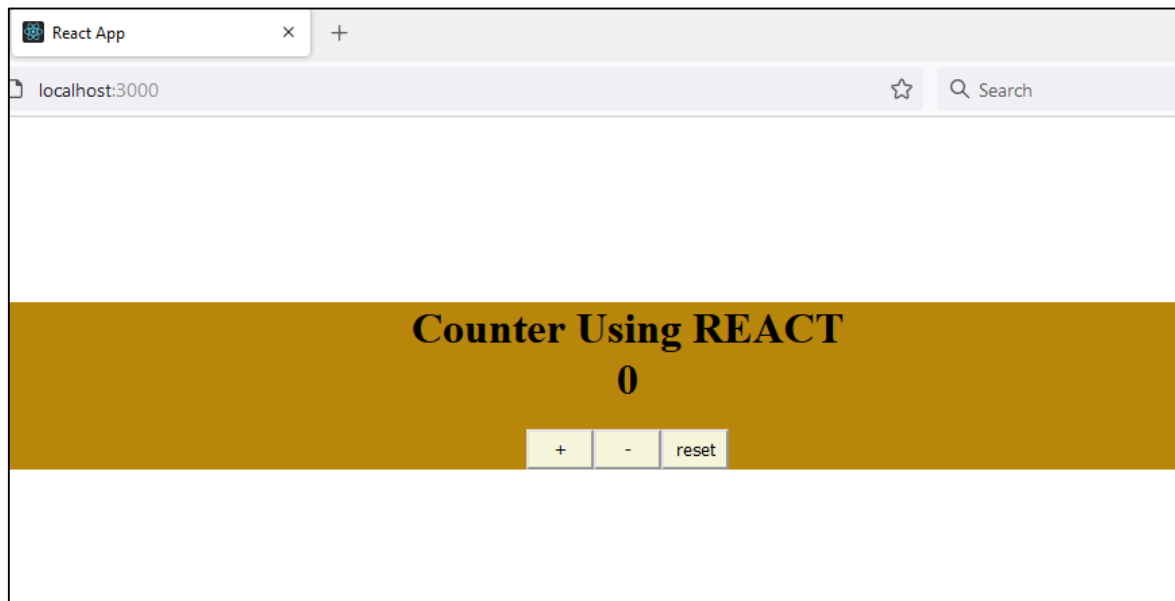 React App
localhost:3000
Search
Counter Using REACT
0
+ - reset